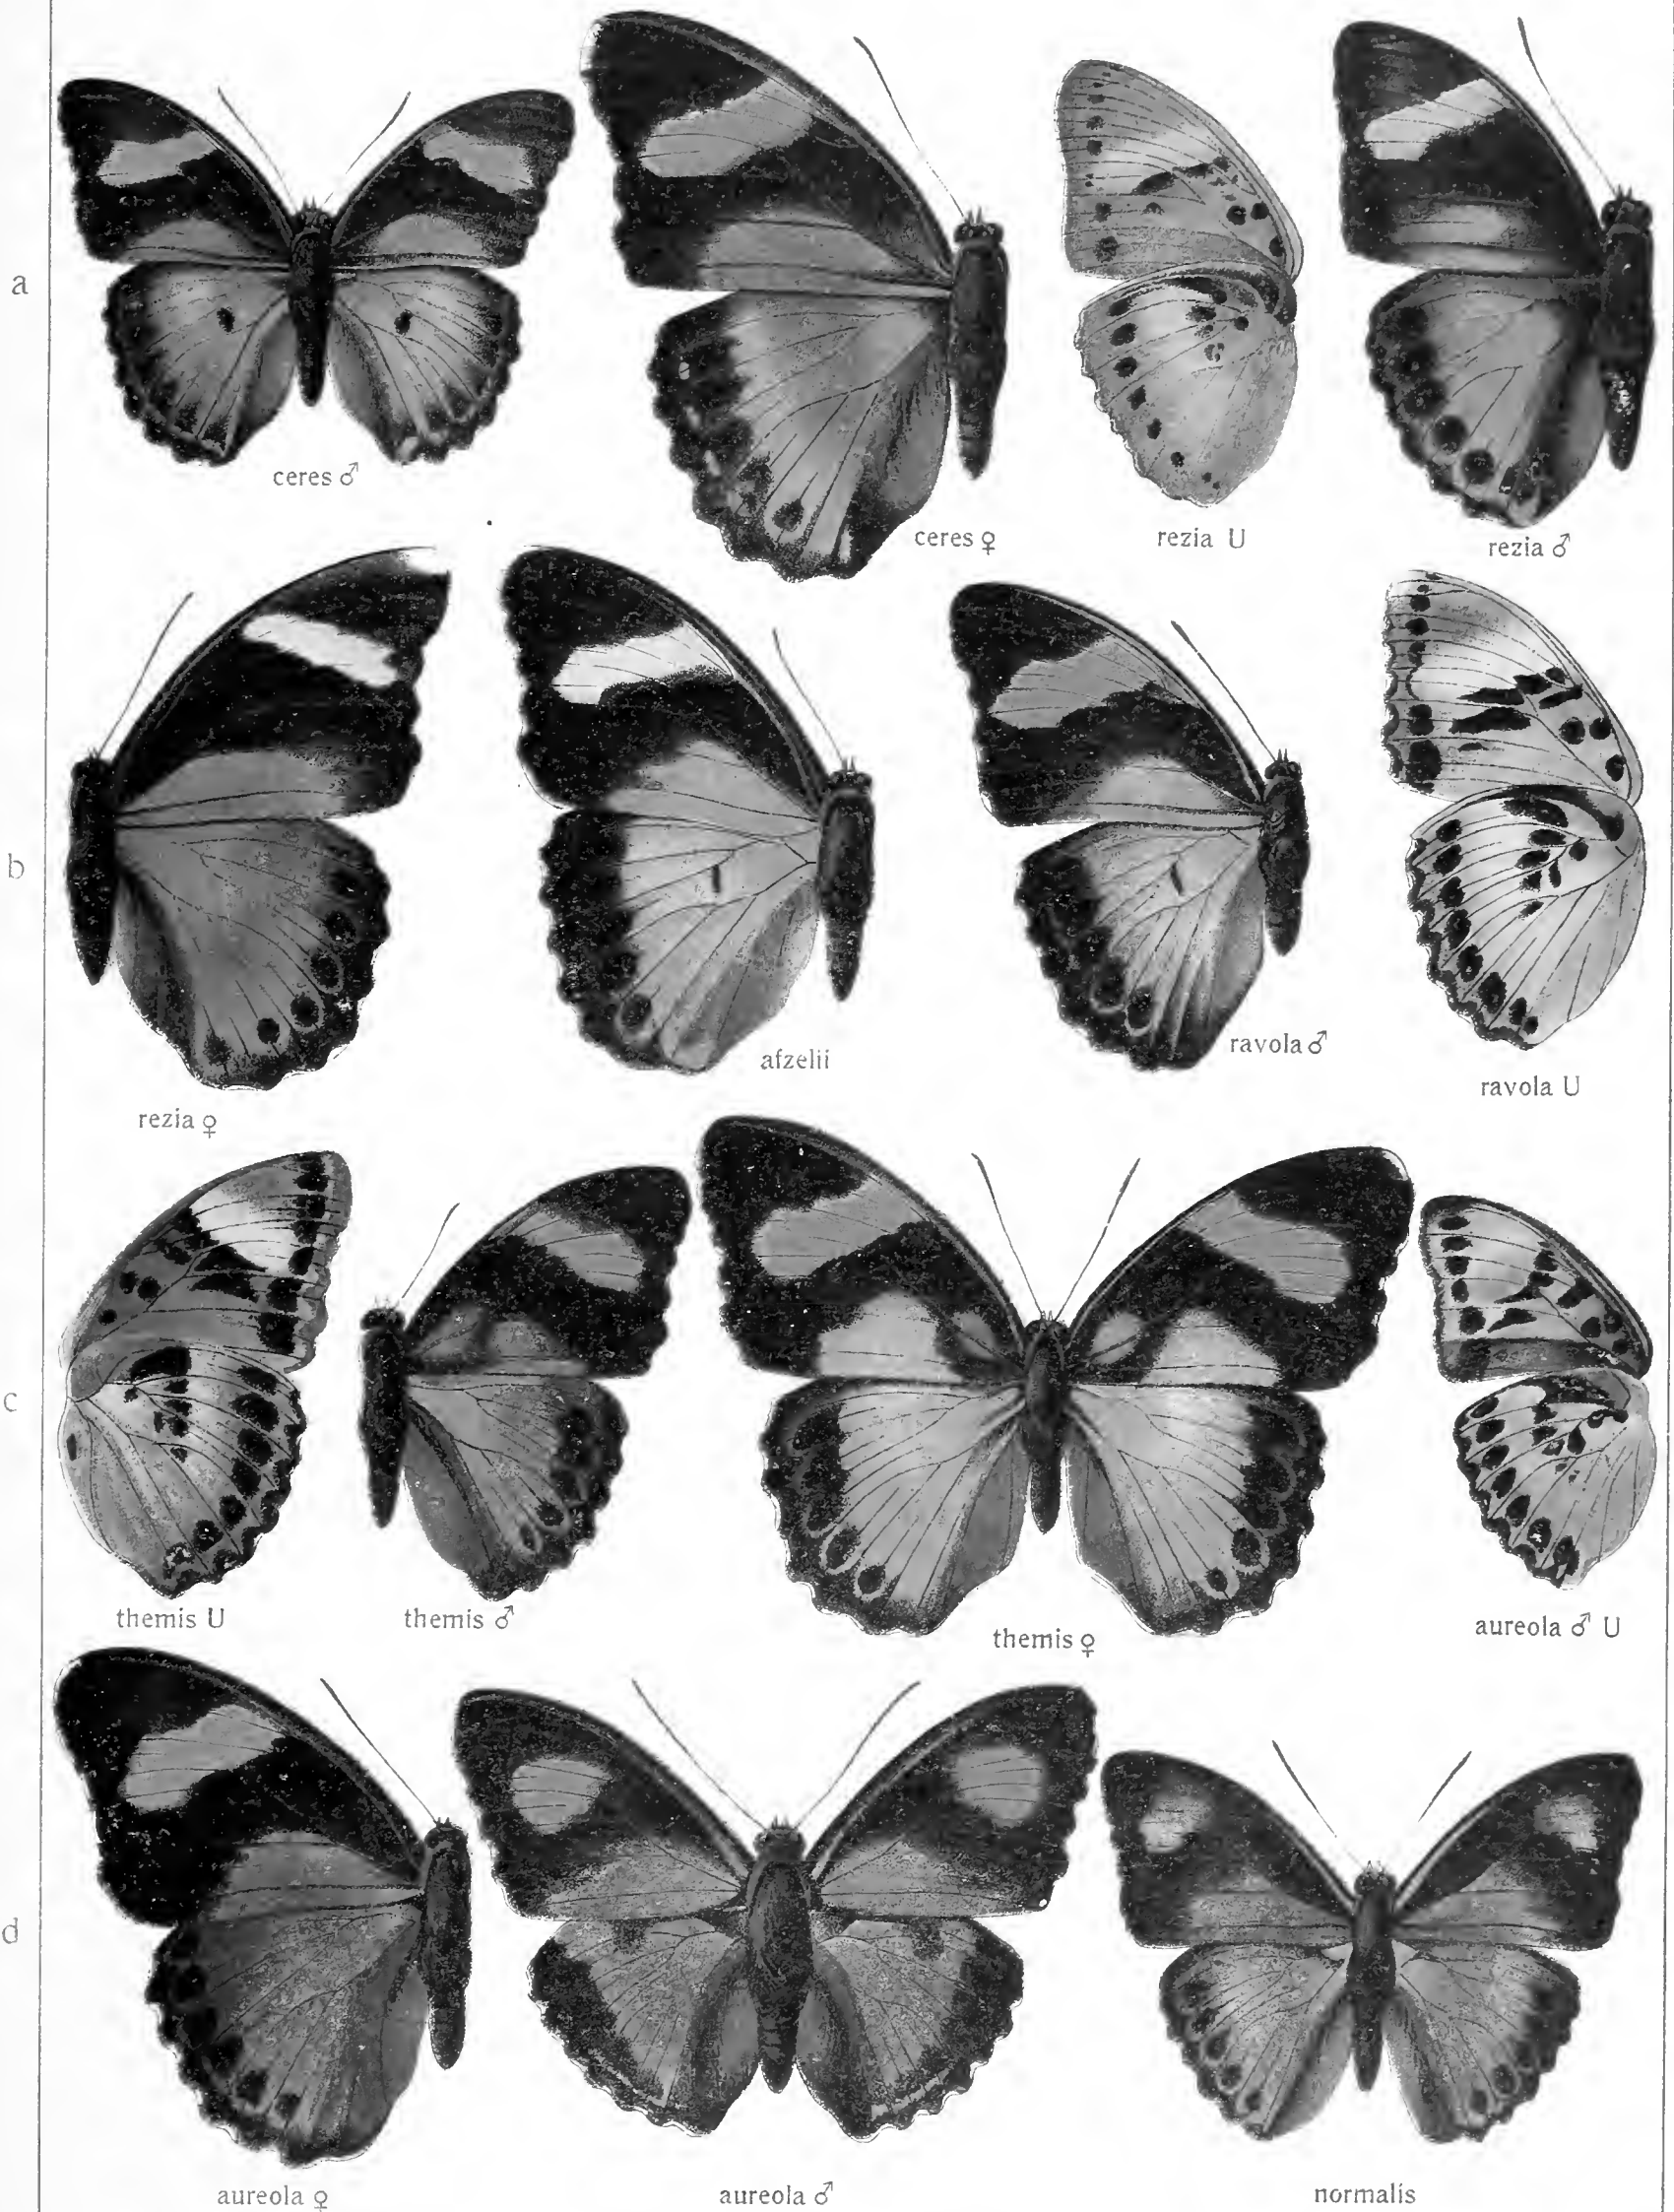 a
ceres ♂
ceres ♀
rezia U
rezia ♂
b
rezia ♀
afzelii
ravola ♂
ravola U
c
themis U
themis ♂
themis ♀
aureola ♂ U
d
aureola ♀
aureola ♂
normalis